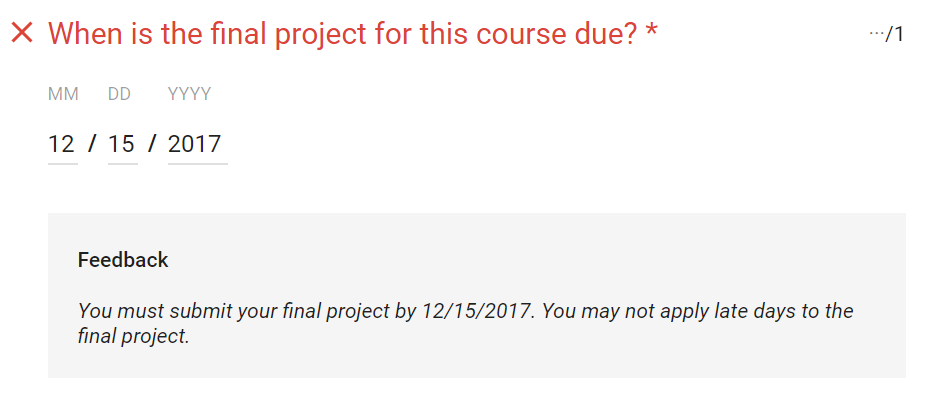 ✕ When is the final project for this course due? * ···/1
MM DD YYYY
12 / 15 / 2017
Feedback
You must submit your final project by 12/15/2017. You may not apply late days to the
final project.